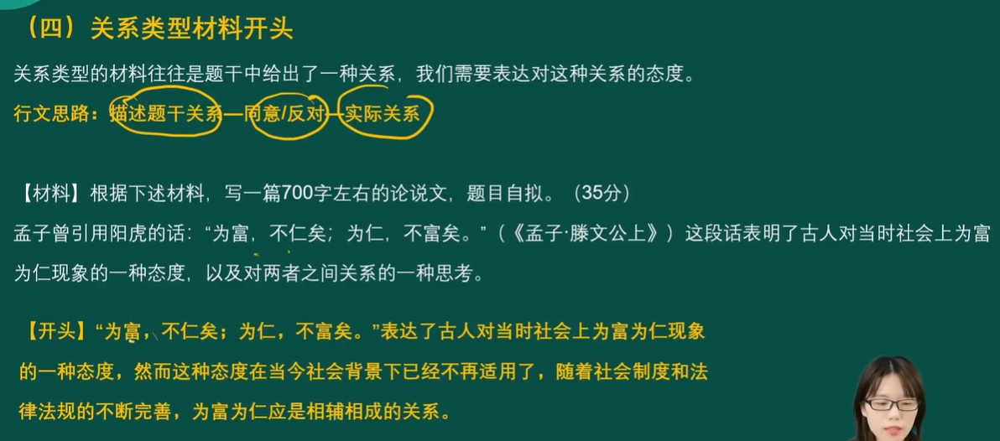 （四）关系类型材料开头
关系类型的材料往往是题干中给出了一种关系，我们需要表达对这种关系的态度。
行文思路：描述题干关系—同意/反对—实际关系
【材料】根据下述材料，写一篇700字左右的论说文，题目自拟。（35分）
孟子曾引用阳虎的话：“为富，不仁矣；为仁，不富矣。”（《孟子·滕文公上》）这段话表明了古人对当时社会上为富
为仁现象的一种态度，以及对两者之间关系的一种思考。
【开头】“为富，不仁矣；为仁，不富矣。”表达了古人对当时社会上为富为仁现象
的一种态度，然而这种态度在当今社会背景下已经不再适用了，随着社会制度和法
律法规的不断完善，为富为仁应是相辅相成的关系。